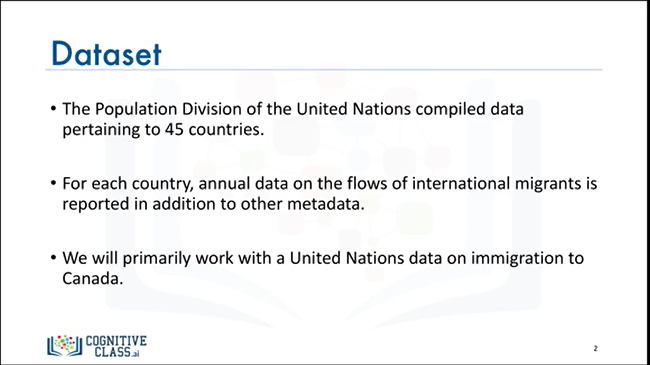 Dataset
• The Population Division of the United Nations compiled data
pertaining to 45 countries.
• For each country, annual data on the flows of international migrants is
reported in addition to other metadata.
• We will primarily work with a United Nations data on immigration to
Canada.
COGNITIVE
CLASS.ai
2